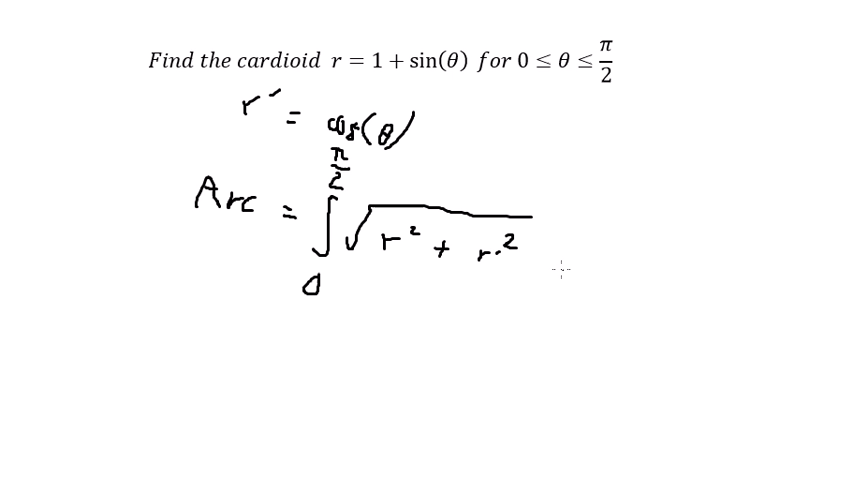 Find the cardioid r = 1 + sin(θ) for 0 ≤ θ ≤ π/2
r' = cos(θ)
Arc = ∫₀^(π/2) √(r² + r'²)